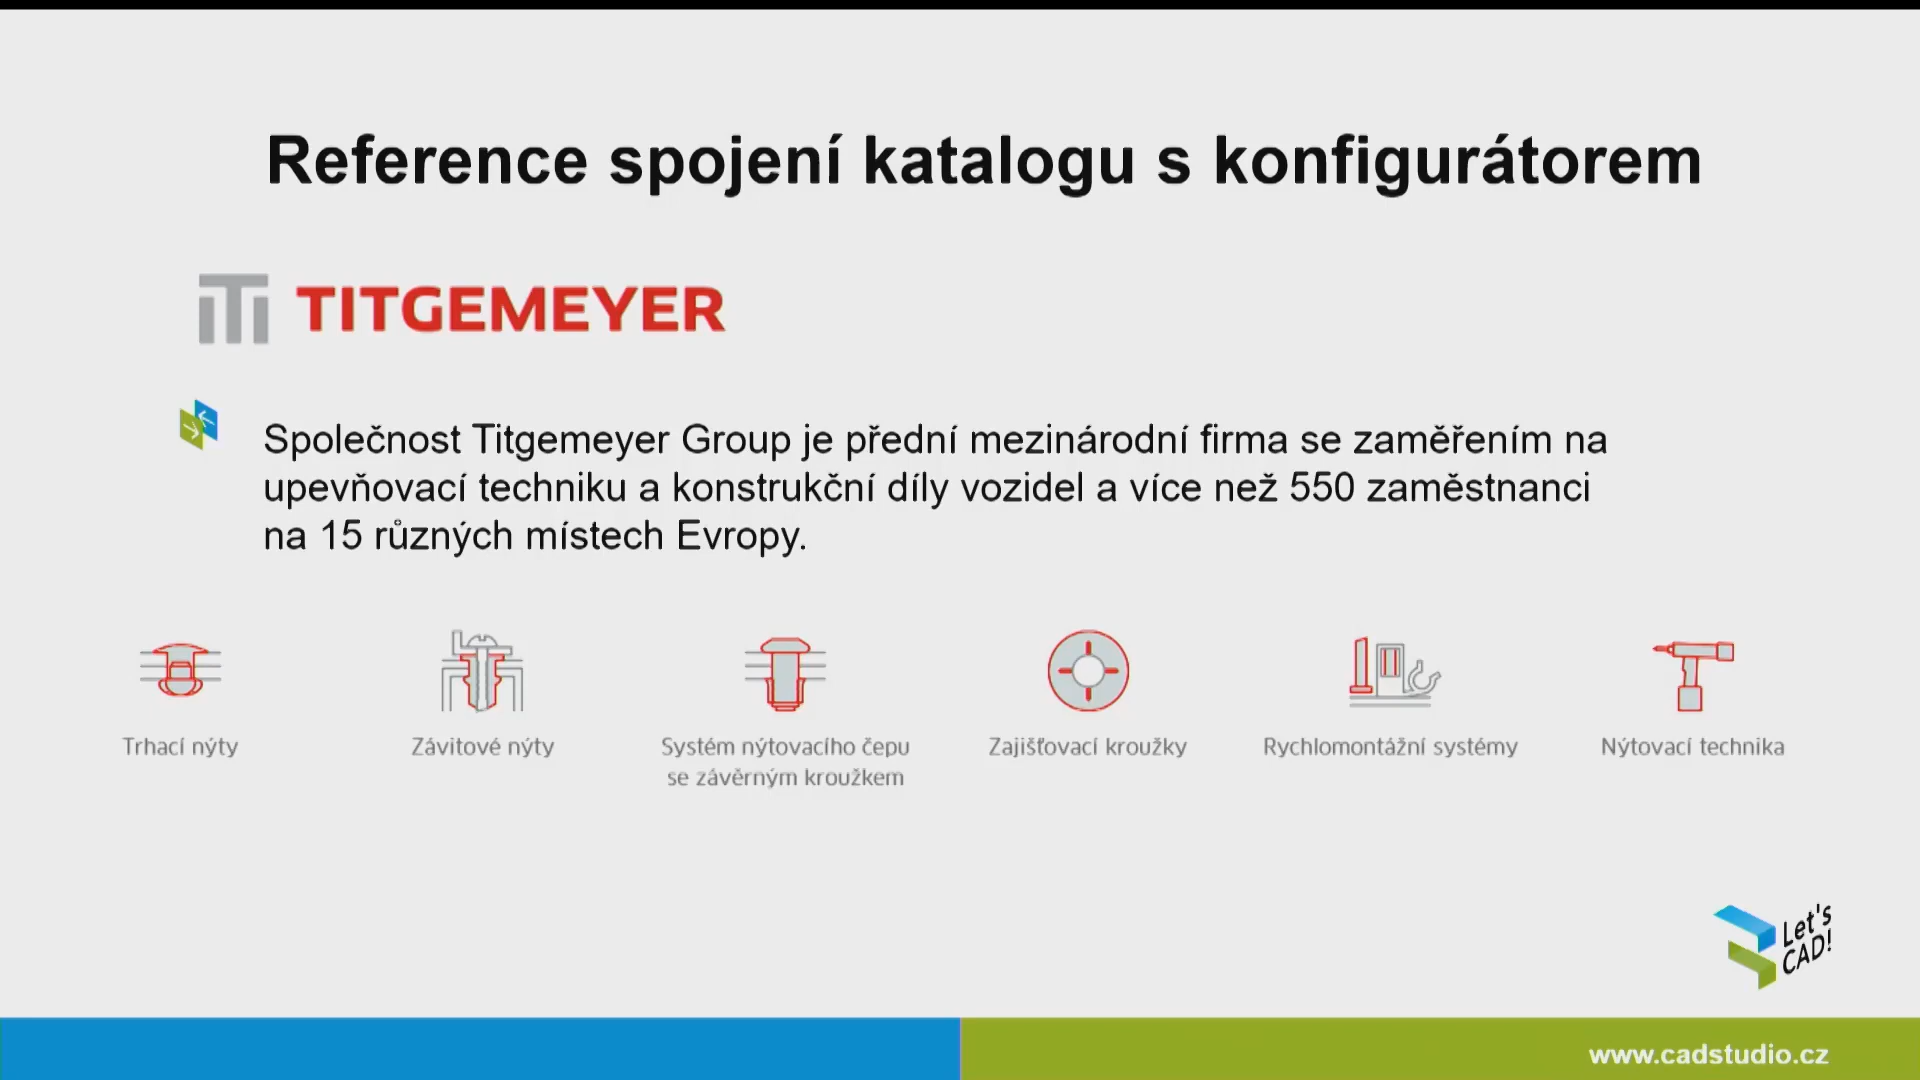 Reference spojení katalogu s konfigurátorem
TITGEMEYER
Společnost Titgemeyer Group je přední mezinárodní firma se zaměřením na
upevňovací techniku a konstrukční díly vozidel a více než 550 zaměstnanci
na 15 různých místech Evropy.
Trhací nýty
Závitové nýty
Systém nýtovacího čepu
se závěrným kroužkem
Zajišťovací kroužky
Rychlomontážní systémy
Nýtovací technika
Let's
CAD!
www.cadstudio.cz